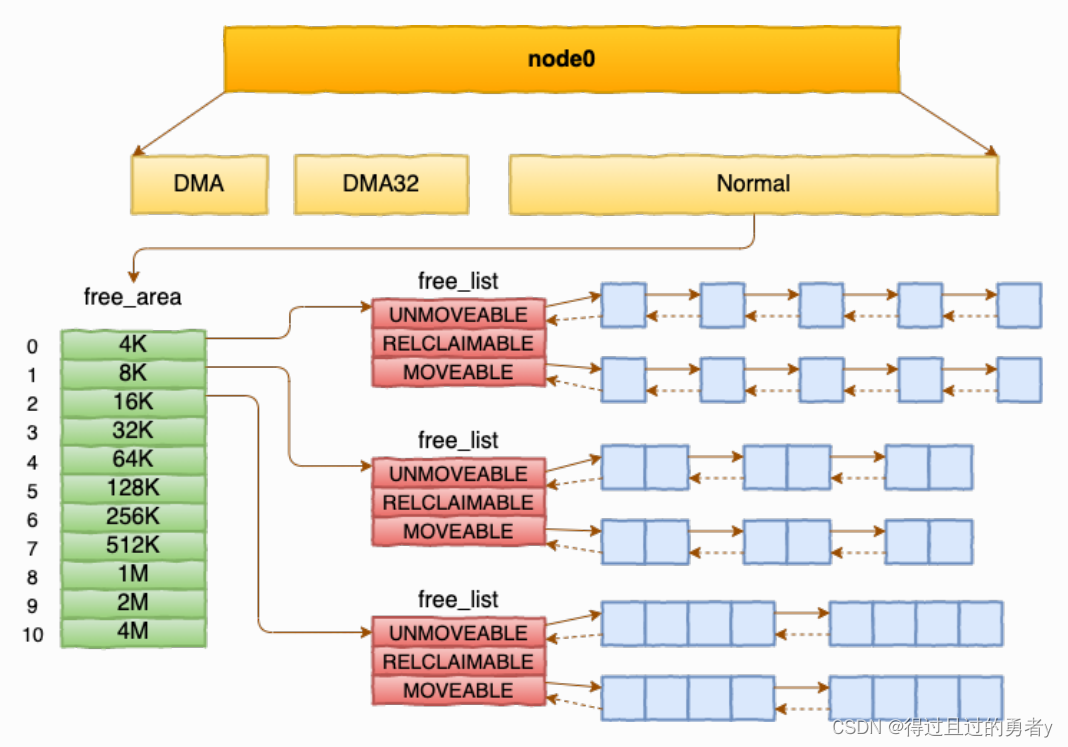 node0
DMA
DMA32
Normal
free_area
0
4K
1
8K
2
16K
3
32K
4
64K
5
128K
6
256K
7
512K
8
1M
9
2M
10
4M
free_list
UNMOVEABLE
RELCLAIMABLE
MOVEABLE
free_list
UNMOVEABLE
RELCLAIMABLE
MOVEABLE
free_list
UNMOVEABLE
RELCLAIMABLE
MOVEABLE
CSDN @得过且过的勇者y